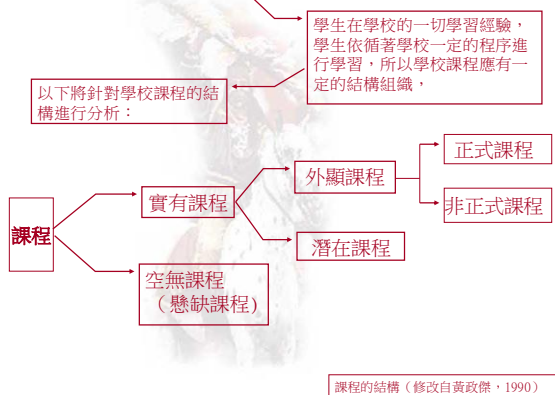 學生在學校的一切學習經驗，
學生依循著學校一定的程序進
行學習，所以學校課程應有一
定的結構組織，
以下將針對學校課程的結
構進行分析：
正式課程
外顯課程
實有課程
非正式課程
課程
潛在課程
空無課程
（懸缺課程)
課程的結構（修改自黃政傑，1990）